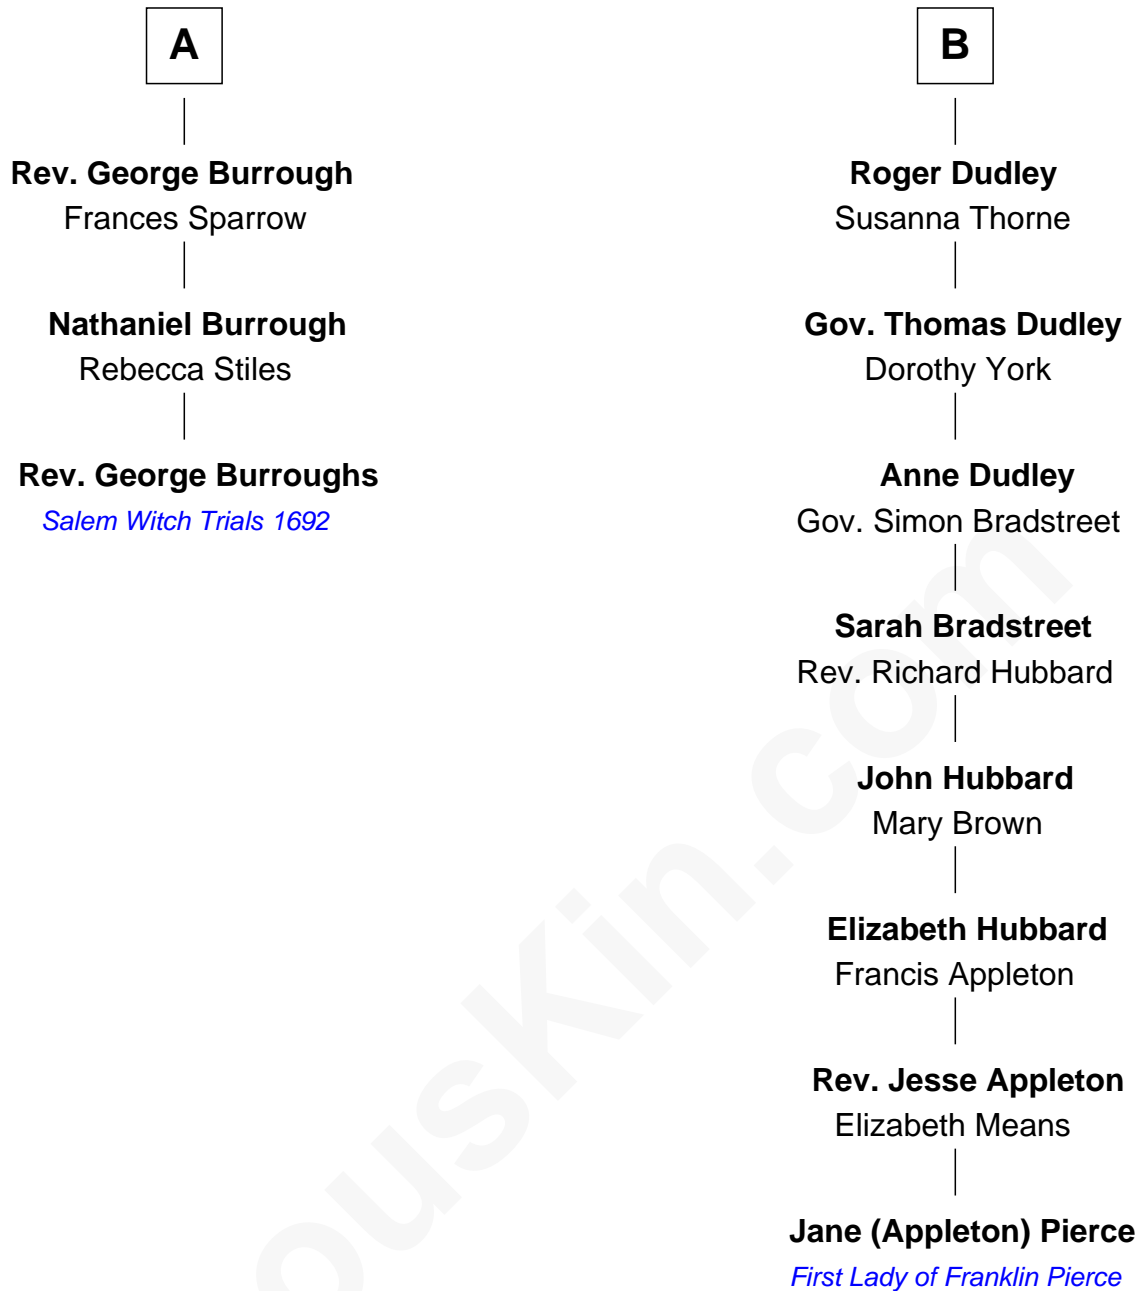 A
Rev. George Burrough
Frances Sparrow
Nathaniel Burrough
Rebecca Stiles
Rev. George Burroughs
Salem Witch Trials 1692
B
Roger Dudley
Susanna Thorne
Gov. Thomas Dudley
Dorothy York
Anne Dudley
Gov. Simon Bradstreet
Sarah Bradstreet
Rev. Richard Hubbard
John Hubbard
Mary Brown
Elizabeth Hubbard
Francis Appleton
Rev. Jesse Appleton
Elizabeth Means
Jane (Appleton) Pierce
First Lady of Franklin Pierce
ousKin.com